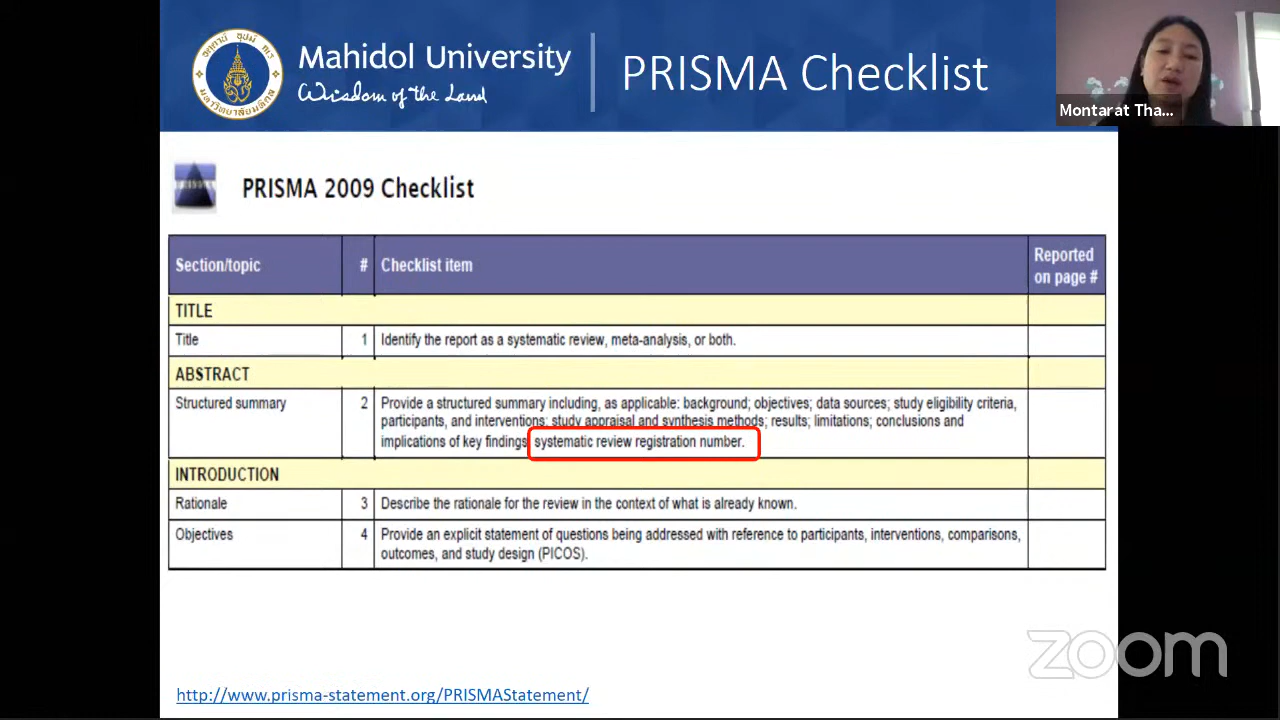 Mahidol University
Wisdom of the Land
PRISMA Checklist
Montarat Tha...
PRISMA 2009 Checklist
Section/topic # Checklist item Reported on page #
TITLE
Title 1 Identify the report as a systematic review, meta-analysis, or both.
ABSTRACT
Structured summary 2 Provide a structured summary including, as applicable: background; objectives; data sources; study eligibility criteria,
participants, and interventions; study appraisal and synthesis methods; results; limitations; conclusions and
implications of key findings systematic review registration number.
INTRODUCTION
Rationale 3 Describe the rationale for the review in the context of what is already known.
Objectives 4 Provide an explicit statement of questions being addressed with reference to participants, interventions, comparisons,
outcomes, and study design (PICOS).
zoom
http://www.prisma-statement.org/PRISMAStatement/